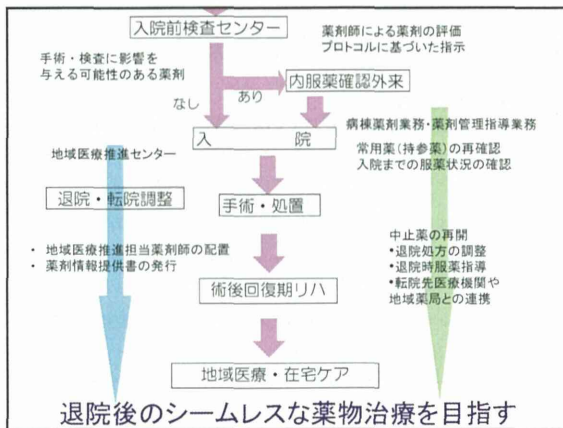 入院前検査センター
薬剤師による薬剤の評価
プロトコルに基づいた指示
手術・検査に影響を
与える可能性のある薬剤
なし
あり
内服薬確認外来
病棟薬剤業務・薬剤管理指導業務
入 院
常用薬(持参薬)の再確認
入院までの服薬状況の確認
地域医療推進センター
退院・転院調整
手術・処置
・ 地域医療推進担当薬剤師の配置
・ 薬剤情報提供書の発行
中止薬の再開
•退院処方の調整
•退院時服薬指導
•転院先医療機関や
地域薬局との連携
術後回復期リハ
地域医療・在宅ケア
退院後のシームレスな薬物治療を目指す